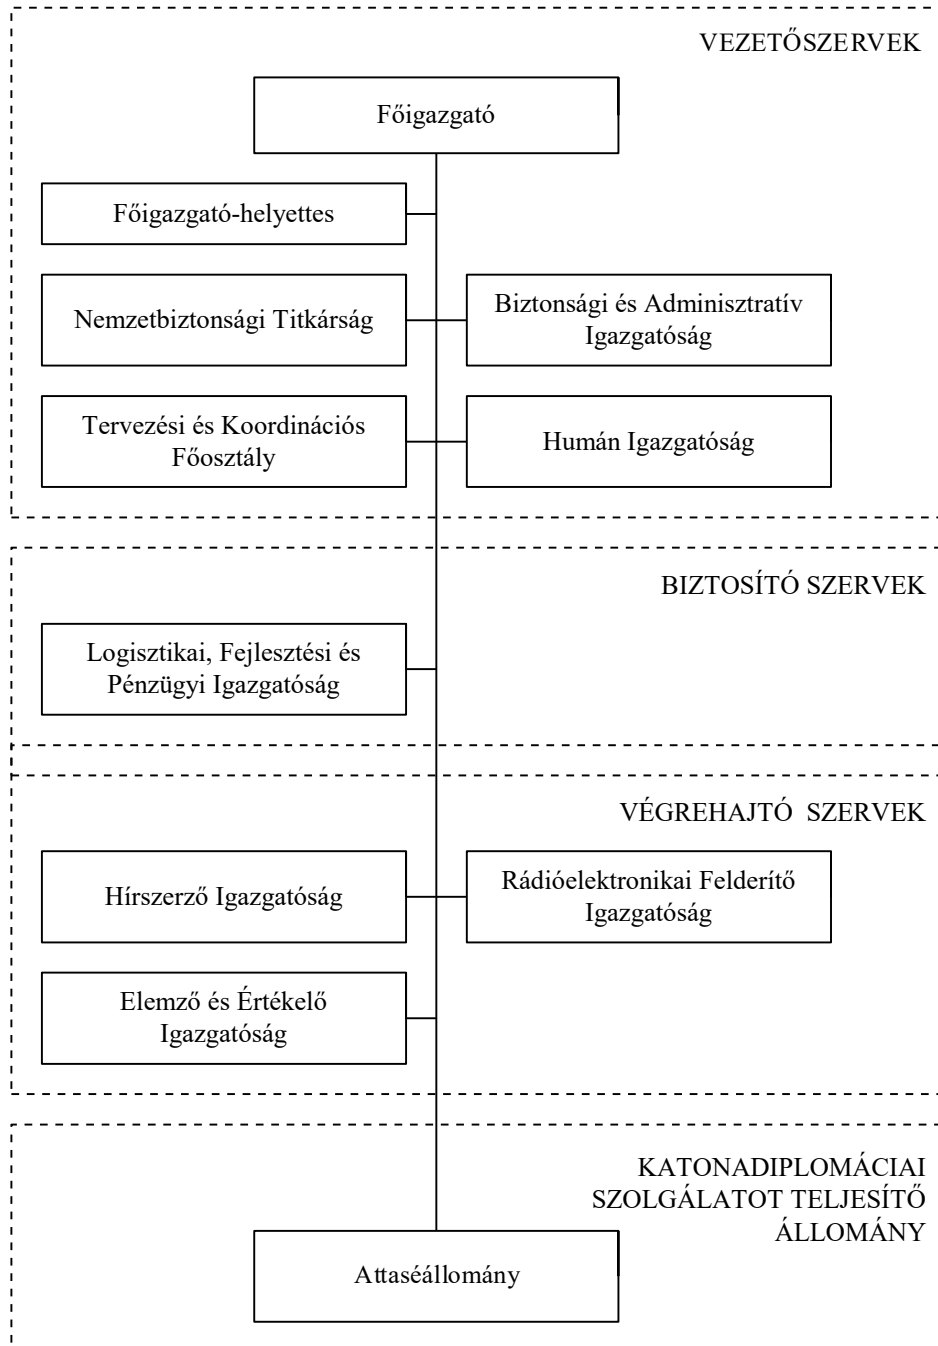 VEZETŐSZERVEK
Főigazgató
Főigazgató-helyettes
Nemzetbiztonsági Titkárság
Biztonsági és Adminisztratív
Igazgatóság
Tervezési és Koordinációs
Főosztály
Humán Igazgatóság
BIZTOSÍTÓ SZERVEK
Logisztikai, Fejlesztési és
Pénzügyi Igazgatóság
VÉGREHAJTÓ  SZERVEK
Hírszerző Igazgatóság
Rádióelektronikai Felderítő
Igazgatóság
Elemző és Értékelő
Igazgatóság
KATONADIPLOMÁCIAI
SZOLGÁLATOT TELJESÍTŐ
ÁLLOMÁNY
Attaséállomány